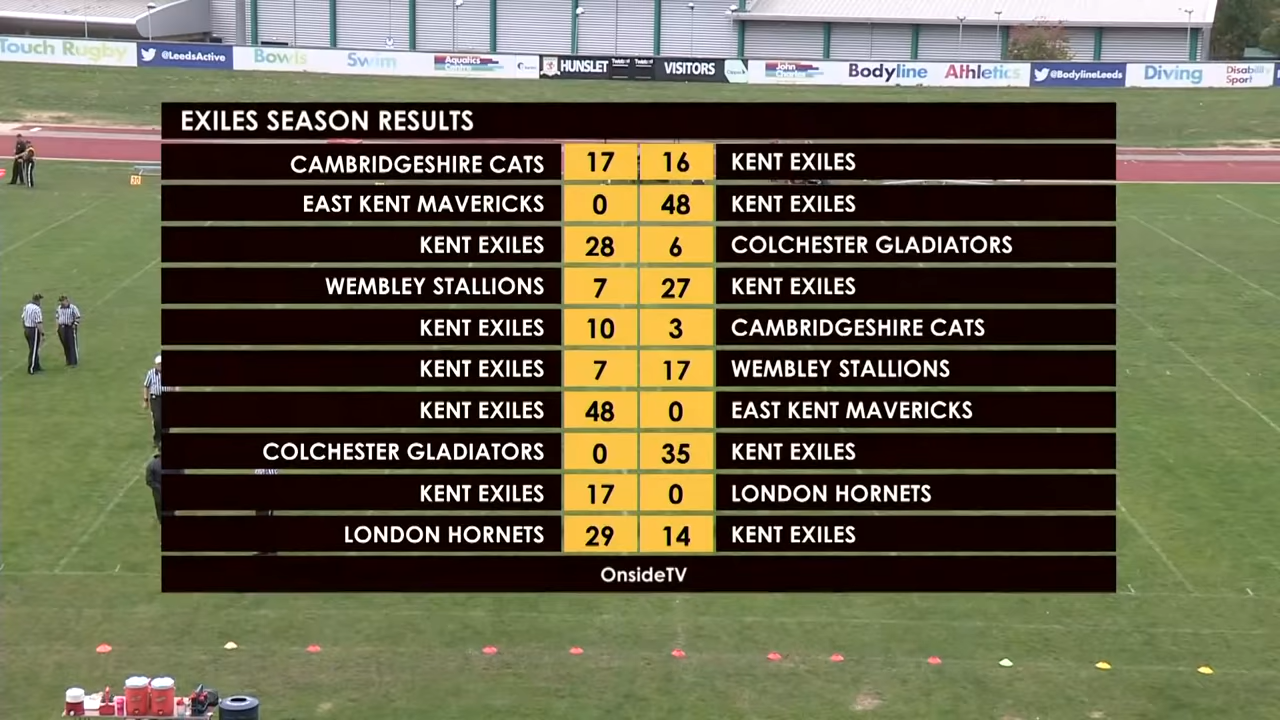 Touch Rugby @LeedsActive Bowls Swim Aquatics HUNSLET VISITORS John Bodyline Athletics @BodylineLeeds Diving Disability Sport
EXILES SEASON RESULTS
CAMBRIDGESHIRE CATS 17 16 KENT EXILES
EAST KENT MAVERICKS 0 48 KENT EXILES
KENT EXILES 28 6 COLCHESTER GLADIATORS
WEMBLEY STALLIONS 7 27 KENT EXILES
KENT EXILES 10 3 CAMBRIDGESHIRE CATS
KENT EXILES 7 17 WEMBLEY STALLIONS
KENT EXILES 48 0 EAST KENT MAVERICKS
COLCHESTER GLADIATORS 0 35 KENT EXILES
KENT EXILES 17 0 LONDON HORNETS
LONDON HORNETS 29 14 KENT EXILES
OnsideTV